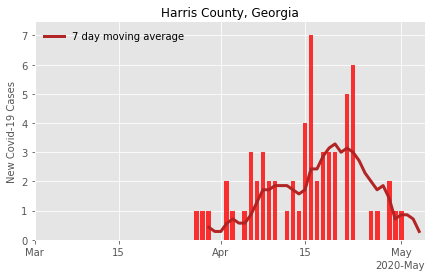 Harris County, Georgia
7 day moving average
New Covid-19 Cases
7
6
5
4
3
2
1
0
Mar 15 Apr 15 May
2020-May